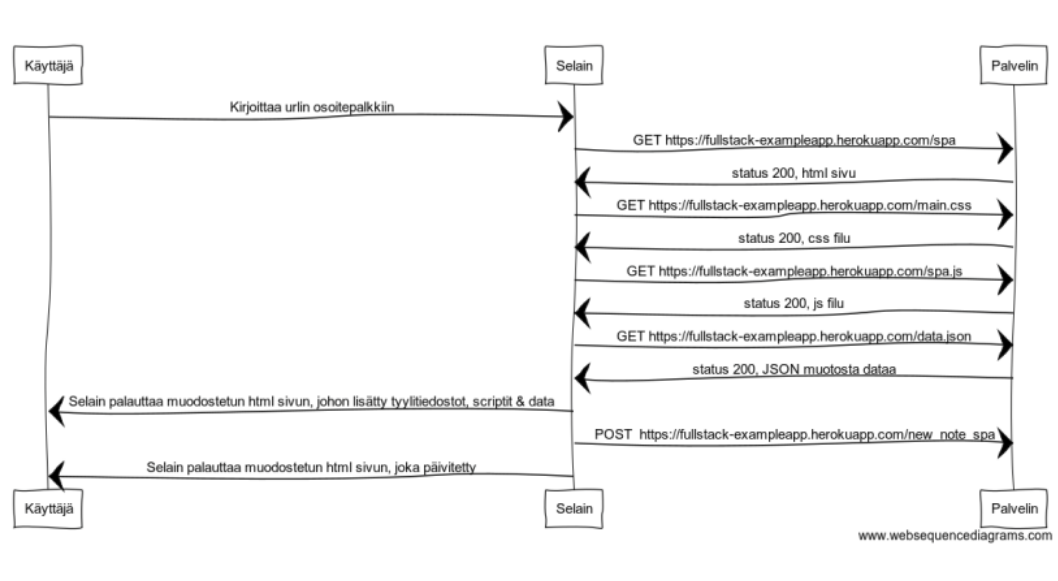 Käyttäjä
Selain
Palvelin
Kirjoittaa urlin osoitepalkkiin
GET https://fullstack-exampleapp.herokuapp.com/spa
status 200, html sivu
GET https://fullstack-exampleapp.herokuapp.com/main.css
status 200, css filu
GET https://fullstack-exampleapp.herokuapp.com/spa.js
status 200, js filu
GET https://fullstack-exampleapp.herokuapp.com/data.json
status 200, JSON muotosta dataa
Selain palauttaa muodostetun html sivun, johon lisätty tyylitiedostot, scriptit & data
POST https://fullstack-exampleapp.herokuapp.com/new_note_spa
Selain palauttaa muodostetun html sivun, joka päivitetty
Käyttäjä
Selain
Palvelin
www.websequencediagrams.com